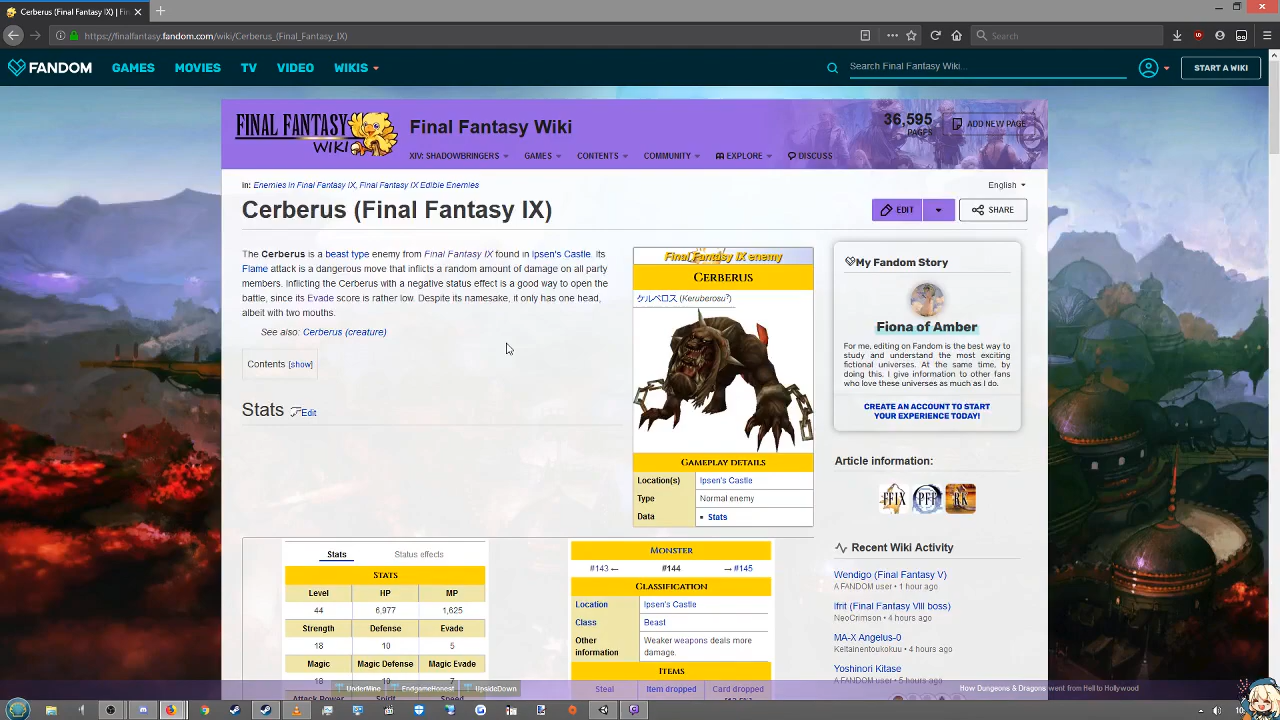 Cerberus (Final Fantasy IX) | Fi
https://finalfantasy.fandom.com/wiki/Cerberus_(Final_Fantasy_IX)
Search
FANDOM
GAMES
MOVIES
TV
VIDEO
WIKIS
Search Final Fantasy Wiki...
START A WIKI
FINAL FANTASY
WIKI
Final Fantasy Wiki
36,595
PAGES
ADD NEW PAGE
XIV: SHADOWBRINGERS
GAMES
CONTENTS
COMMUNITY
EXPLORE
DISCUSS
In: Enemies in Final Fantasy IX, Final Fantasy IX Edible Enemies
English
Cerberus (Final Fantasy IX)
EDIT
SHARE
The Cerberus is a beast type enemy from Final Fantasy IX found in Ipsen's Castle. Its
Flame attack is a dangerous move that inflicts a random amount of damage on all party
members. Inflicting the Cerberus with a negative status effect is a good way to open the
battle, since its Evade score is rather low. Despite its namesake, it only has one head,
albeit with two mouths.
See also: Cerberus (creature)
Contents [show]
Stats
Edit
Final Fantasy IX enemy
CERBERUS
ケルベロス (Keruberosu?)
GAMEPLAY DETAILS
Location(s) Ipsen's Castle
Type Normal enemy
Data ▪ Stats
My Fandom Story
Fiona of Amber
For me, editing on Fandom is the best way to
study and understand the most exciting
fictional universes. At the same time, by
doing this, I give information to other fans
who love these universes as much as I do.
CREATE AN ACCOUNT TO START
YOUR EXPERIENCE TODAY!
Article information:
FFIX
PFF
RK
Recent Wiki Activity
Wendigo (Final Fantasy V)
A FANDOM user • 1 hour ago
Ifrit (Final Fantasy VIII boss)
NeoCrimson • 4 hours ago
MA-X Angelus-0
Keltainentoukokuu • 4 hours ago
Yoshinori Kitase
A FANDOM user • 5 hours ago
Stats Status effects
STATS
Level HP MP
44 6,977 1,625
Strength Defense Evade
18 10 5
Magic Magic Defense Magic Evade
Attack Power Spirit Speed
MONSTER
#143 ← #144 → #145
CLASSIFICATION
Location Ipsen's Castle
Class Beast
Other
information
Weaker weapons deals more
damage.
ITEMS
Steal Item dropped Card dropped
UnderMine
EndgameHonest
UpsideDown
How Dungeons & Dragons went from Hell to Hollywood